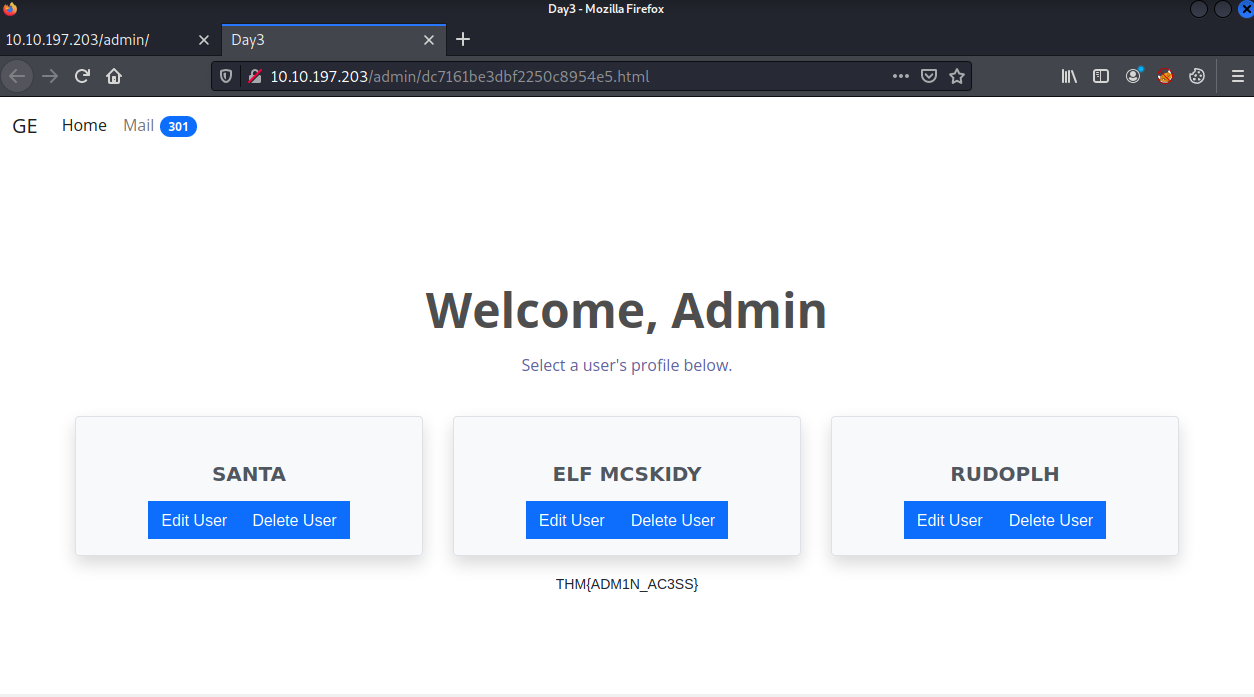 Day3 - Mozilla Firefox
10.10.197.203/admin/ Day3
10.10.197.203/admin/dc7161be3dbf2250c8954e5.html
GE Home Mail 301
Welcome, Admin
Select a user's profile below.
SANTA ELF MCSKIDY RUDOPLH
Edit User Delete User Edit User Delete User Edit User Delete User
THM{ADM1N_AC3SS}